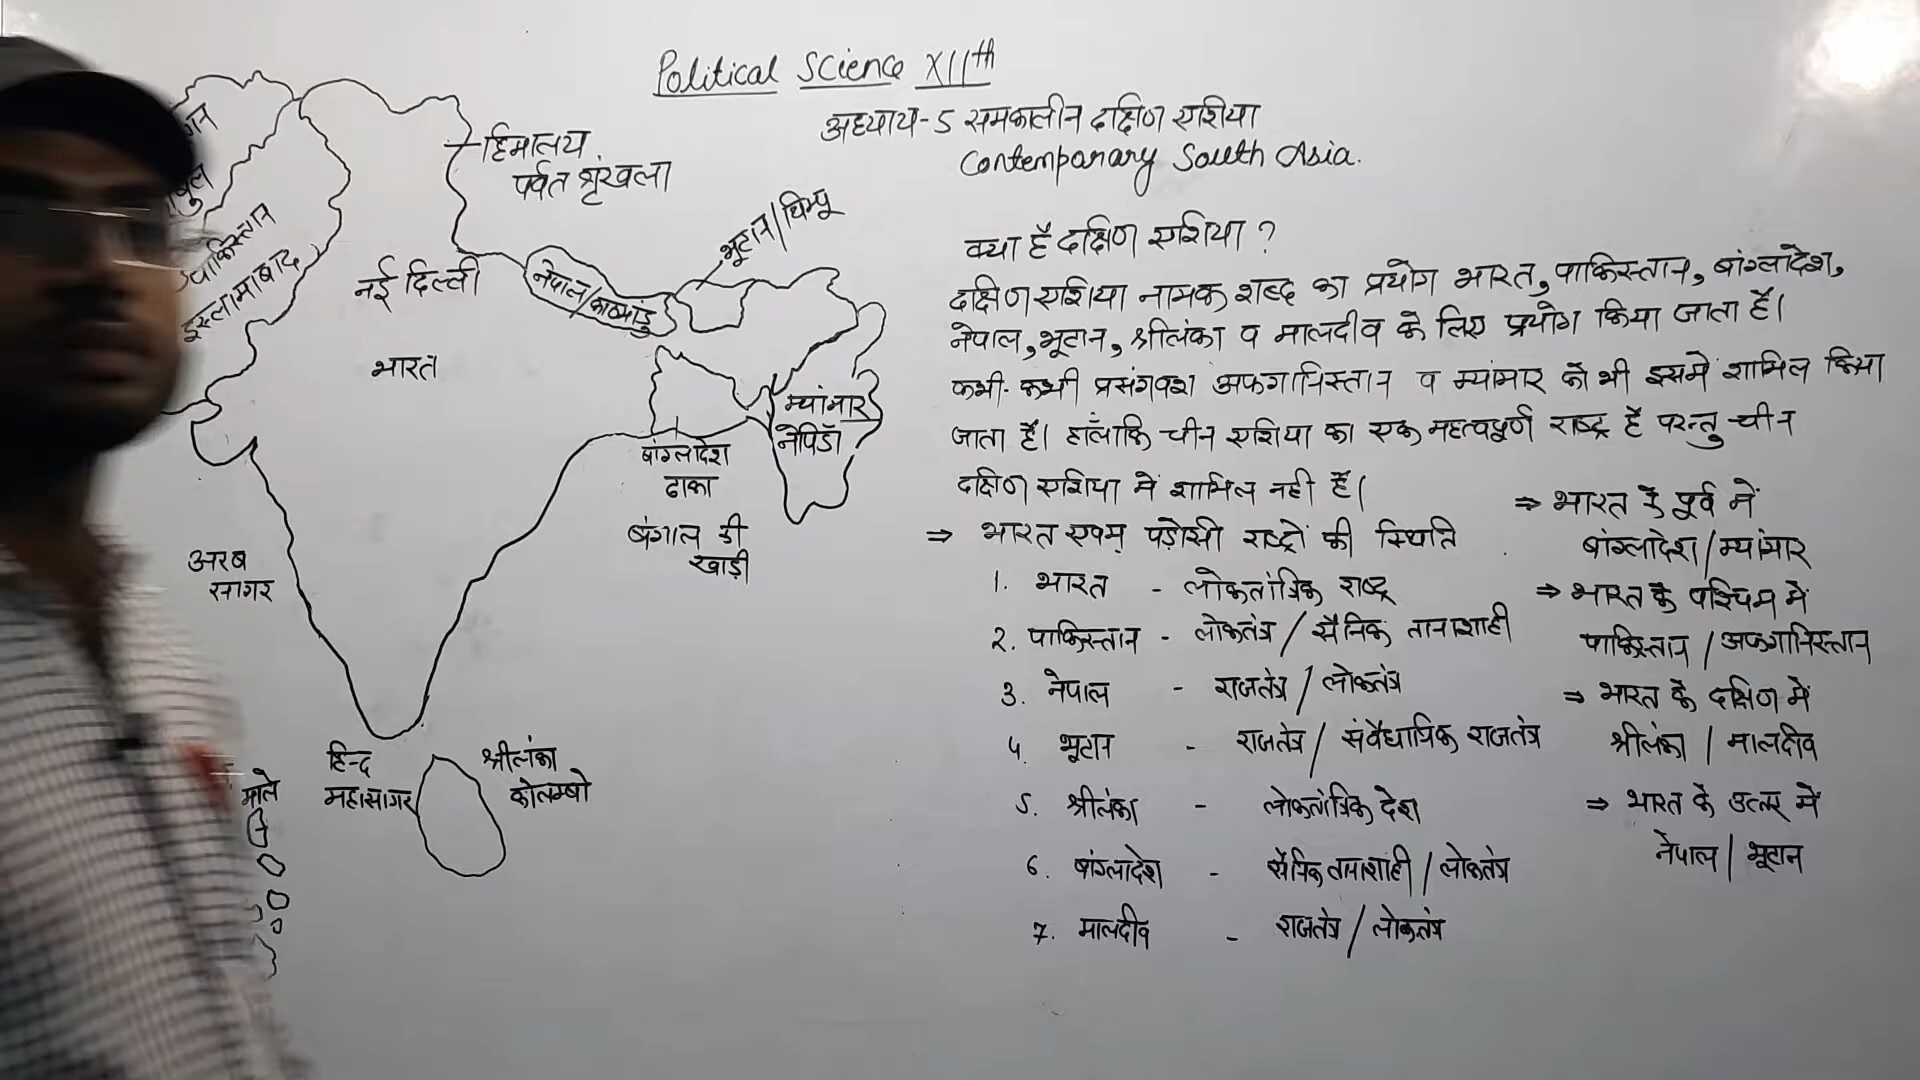 Political Science XIIth
अध्याय-5 समकालीन दक्षिण एशिया
Contemparary South Asia.
क्या है दक्षिण एशिया ?
दक्षिण एशिया नामक शब्द का प्रयोग भारत, पाकिस्तान, बांग्लादेश,
नेपाल, भूटान, श्रीलंका व मालदीव के लिए प्रयोग किया जाता है।
कभी-कभी प्रसंगवश अफगानिस्तान व म्यांमार को भी इसमें शामिल किया
जाता है। हालाँकि चीन एशिया का एक महत्वपूर्ण राष्ट्र है परन्तु चीन
दक्षिण एशिया में शामिल नही है।
⇒ भारत एवम् पड़ोसी राष्ट्रों की स्थिति
1. भारत - लोकतांत्रिक राष्ट्र
2. पाकिस्तान - लोकतंत्र / सैनिक तानाशाही
3. नेपाल - राजतंत्र / लोकतंत्र
4. भूटान - राजतंत्र / संवैधानिक राजतंत्र
5. श्रीलंका - लोकतांत्रिक देश
6. बांग्लादेश - सैनिक तानाशाही / लोकतंत्र
7. मालदीव - राजतंत्र / लोकतंत्र
⇒ भारत के पूर्व में
बांग्लादेश / म्यांमार
⇒ भारत के पश्चिम में
पाकिस्तान / अफगानिस्तान
⇒ भारत के दक्षिण में
श्रीलंका / मालदीव
⇒ भारत के उत्तर में
नेपाल / भूटान
हिमालय
पर्वत शृंखला
पाकिस्तान
इस्लामाबाद
नई दिल्ली
भारत
नेपाल / काठमांडु
भूटान / थिम्पू
म्यांमार
नेपिडॉ
बांग्लादेश
ढाका
बंगाल की
खाड़ी
अरब
सागर
हिन्द
महासागर
श्रीलंका
कोलम्बो
माले